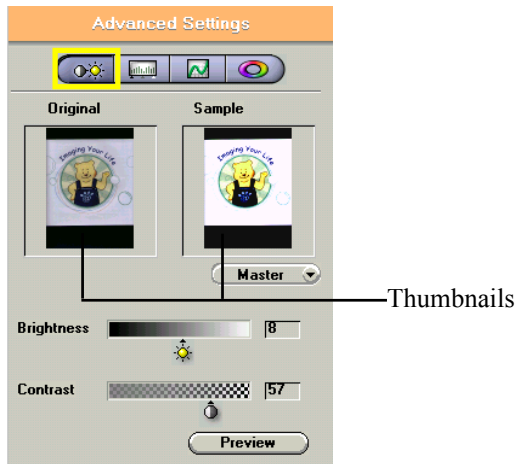 Advanced Settings
Original Sample
Imaging Your Life
Imaging Your Life
Master
Thumbnails
Brightness 8
Contrast 57
Preview